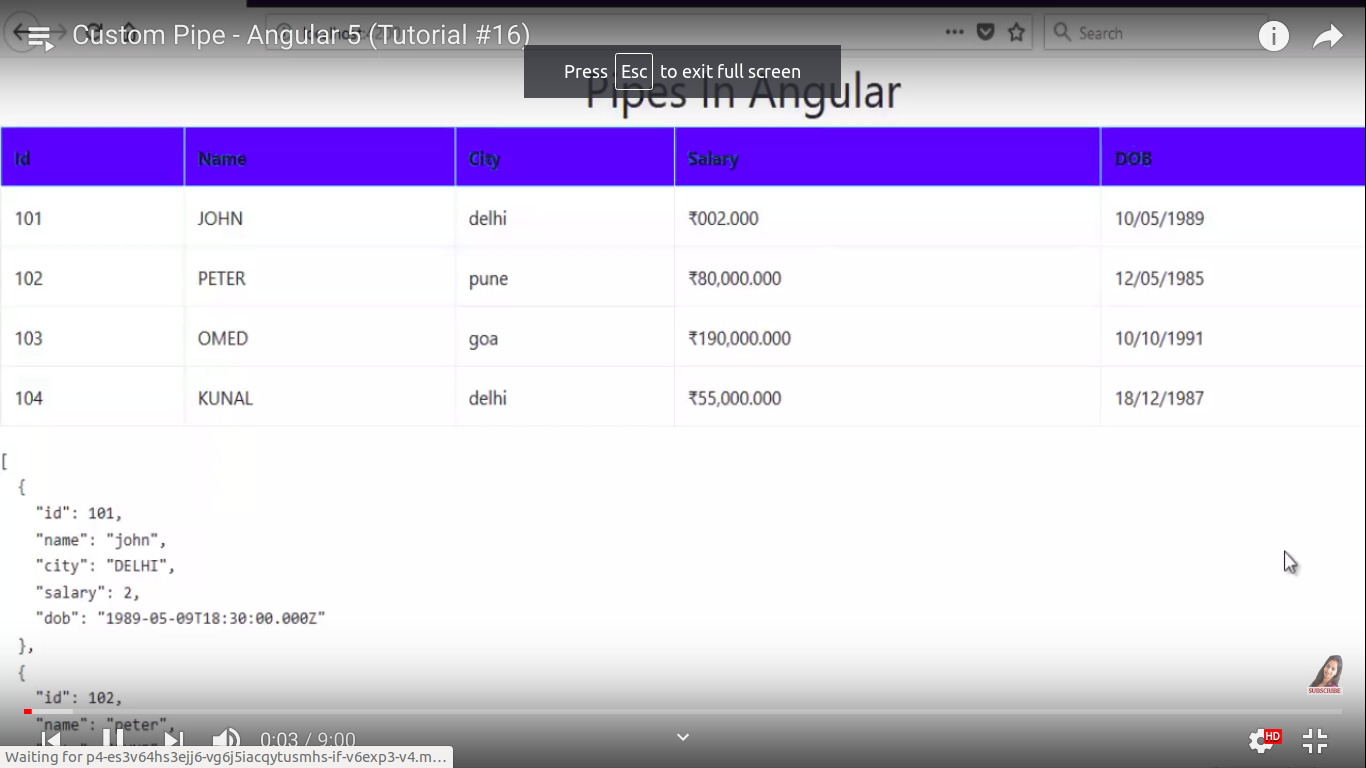 Custom Pipe - Angular 5 (Tutorial #16)
Search
Press Esc to exit full screen
Pipes In Angular
Id Name City Salary DOB
101 JOHN delhi ₹002.000 10/05/1989
102 PETER pune ₹80,000.000 12/05/1985
103 OMED goa ₹190,000.000 10/10/1991
104 KUNAL delhi ₹55,000.000 18/12/1987
[
{
"id": 101,
"name": "john",
"city": "DELHI",
"salary": 2,
"dob": "1989-05-09T18:30:00.000Z"
},
{
"id": 102,
"name": "peter",
SUBSCRIBE
0:03 / 9:00
HD
Waiting for p4-es3v64hs3ejj6-vg6j5iacqytusmhs-if-v6exp3-v4.m…